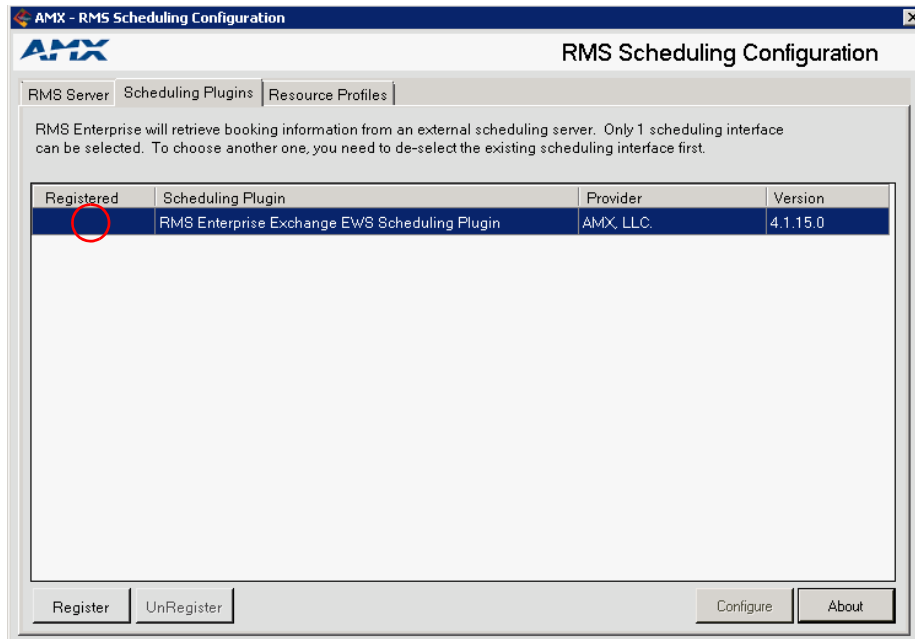 AMX - RMS Scheduling Configuration
AMX
RMS Scheduling Configuration
RMS Server Scheduling Plugins Resource Profiles
RMS Enterprise will retrieve booking information from an external scheduling server. Only 1 scheduling interface
can be selected. To choose another one, you need to de-select the existing scheduling interface first.
Registered Scheduling Plugin Provider Version
RMS Enterprise Exchange EWS Scheduling Plugin AMX, LLC. 4.1.15.0
Register UnRegister Configure About